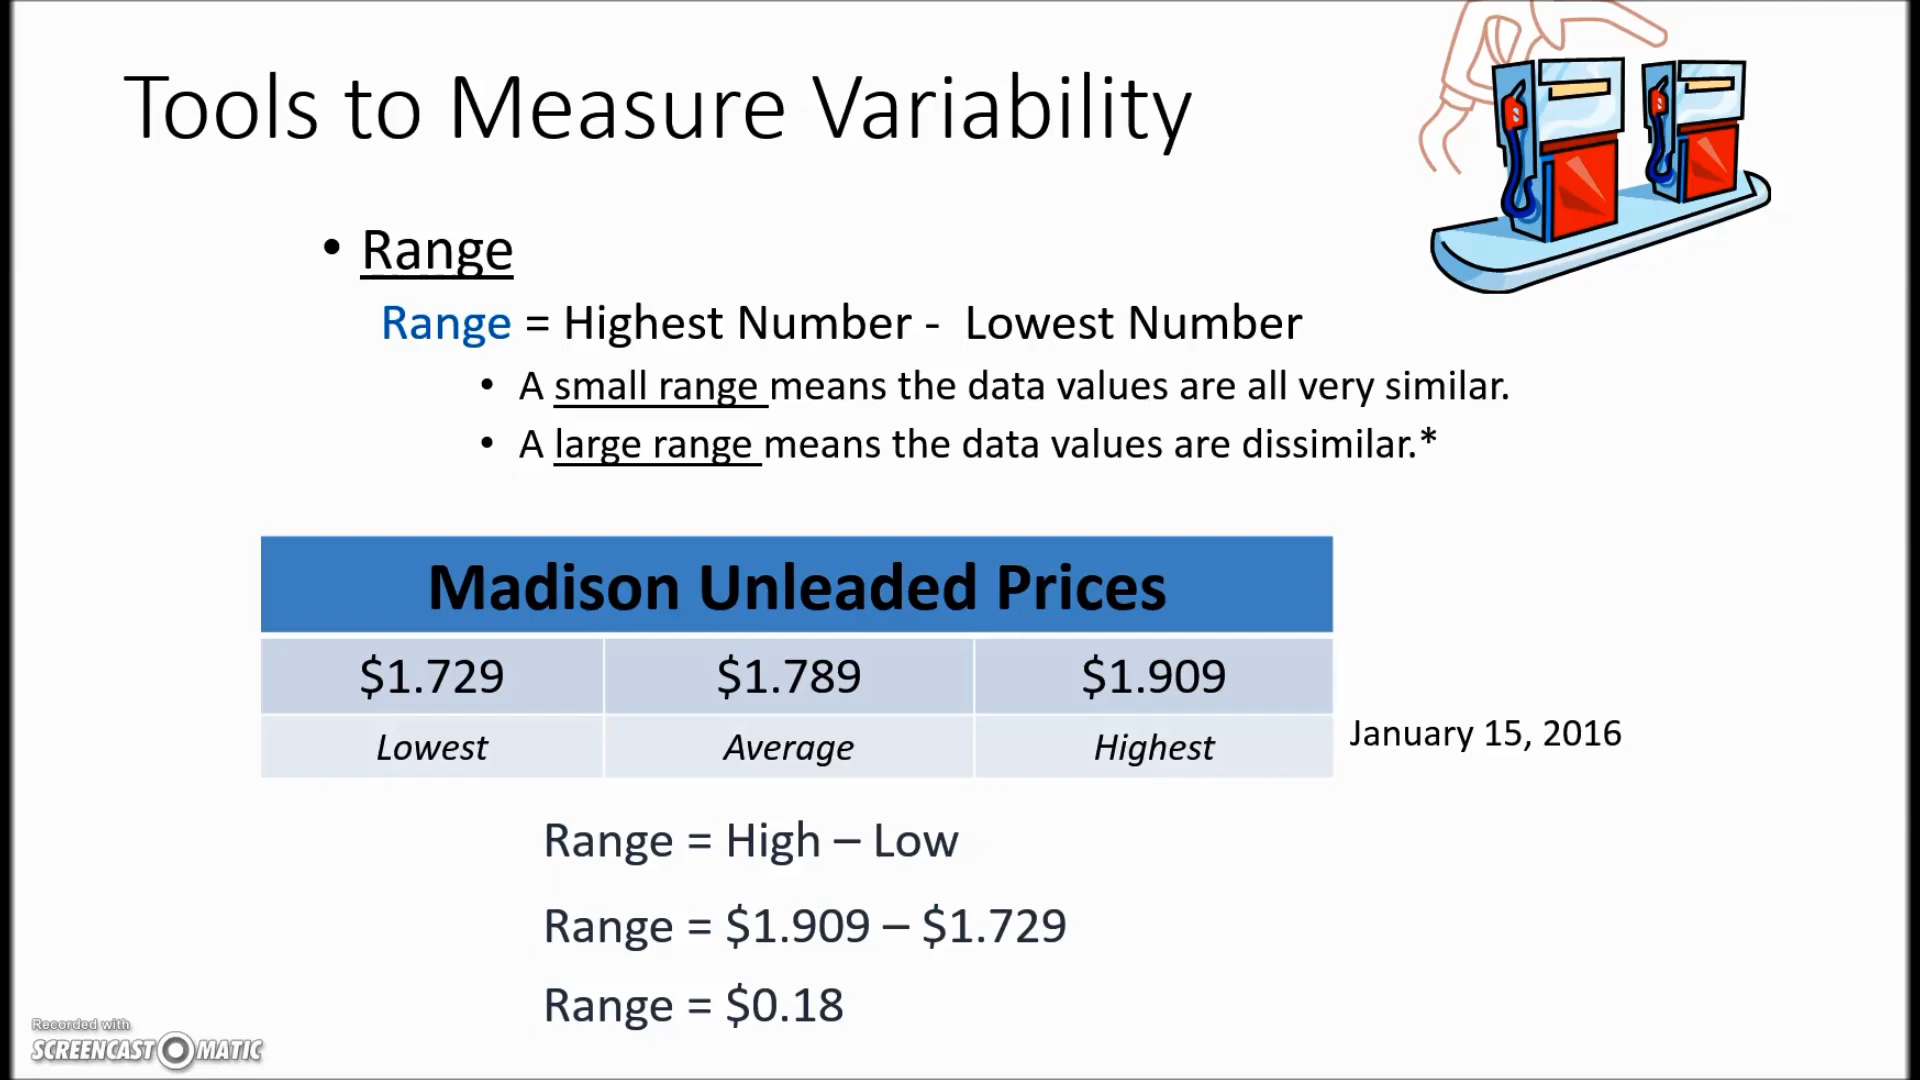 Tools to Measure Variability
• Range
Range = Highest Number - Lowest Number
• A small range means the data values are all very similar.
• A large range means the data values are dissimilar.*
Madison Unleaded Prices
$1.729 $1.789 $1.909
Lowest Average Highest
January 15, 2016
Range = High – Low
Range = $1.909 – $1.729
Range = $0.18
Recorded with
SCREENCAST-O-MATIC